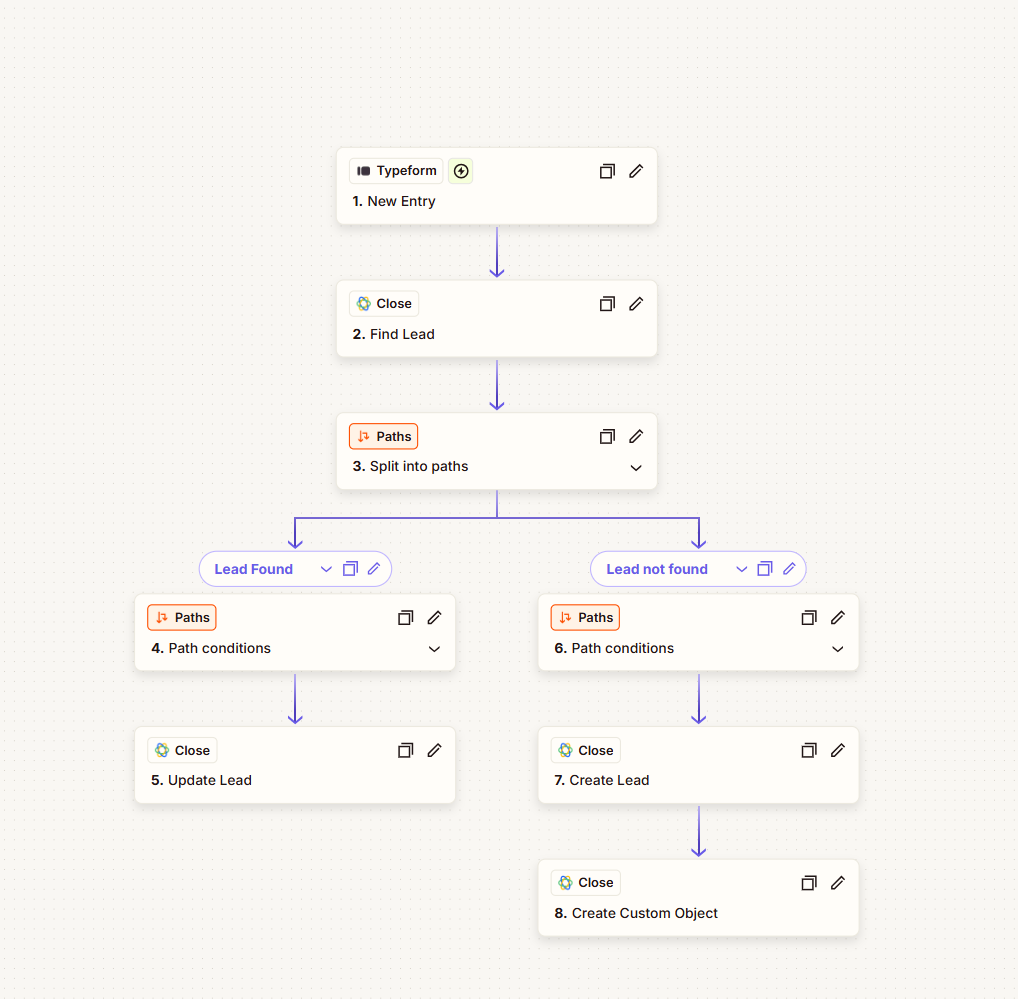 Typeform
1. New Entry
Close
2. Find Lead
Paths
3. Split into paths
Lead Found
Paths
4. Path conditions
Close
5. Update Lead
Lead not found
Paths
6. Path conditions
Close
7. Create Lead
Close
8. Create Custom Object